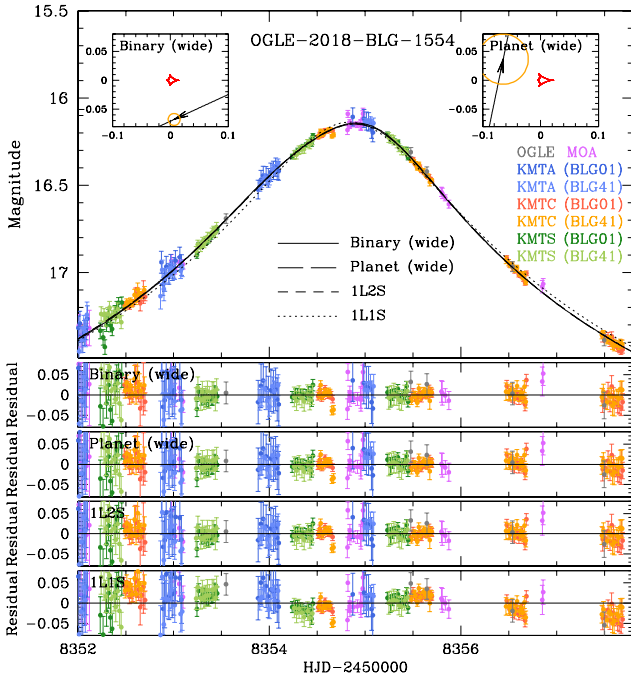 OGLE-2018-BLG-1554
Binary (wide)
0.05
0
-0.05
-0.1
0
0.1
Planet (wide)
0.05
0
-0.05
-0.1
0
0.1
15.5
16
16.5
17
Magnitude
OGLE MOA
KMTA (BLG01)
KMTA (BLG41)
KMTC (BLG01)
KMTC (BLG41)
KMTS (BLG01)
KMTS (BLG41)
Binary (wide)
Planet (wide)
1L2S
1L1S
Residual
0.05
0
-0.05
Binary (wide)
Residual
0.05
0
-0.05
Planet (wide)
Residual
0.05
0
-0.05
1L2S
Residual
0.05
0
-0.05
1L1S
8352
8354
8356
HJD-2450000